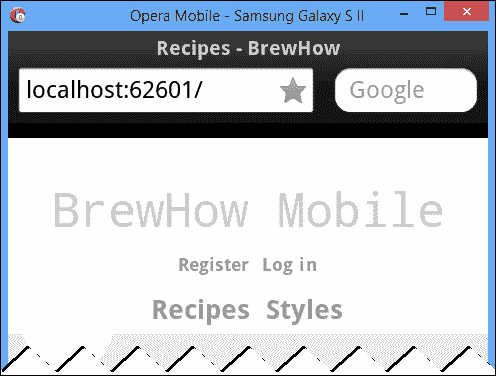 Opera Mobile - Samsung Galaxy S II
Recipes - BrewHow
localhost:62601/
Google
BrewHow Mobile
Register Log in
Recipes Styles